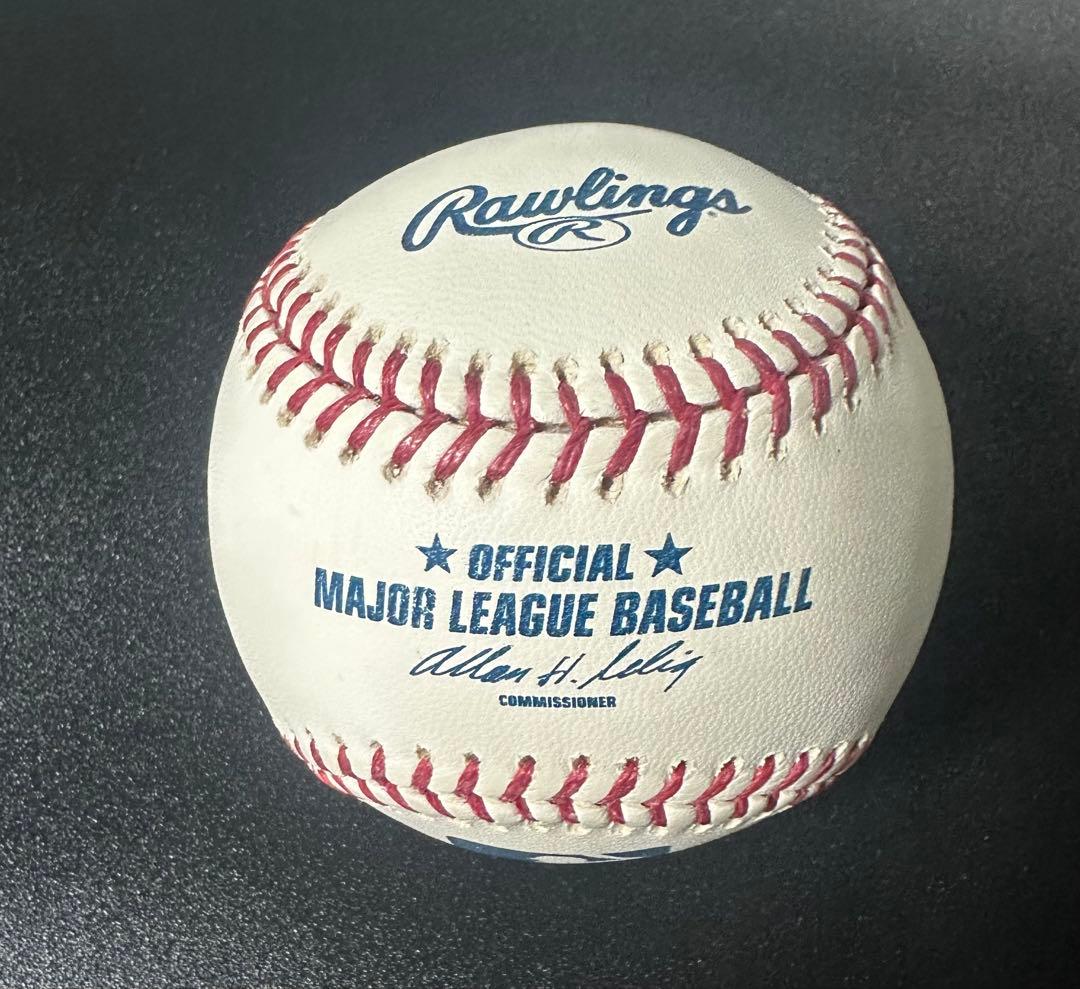 Rawlings
R
★ OFFICIAL ★
MAJOR LEAGUE BASEBALL
Allan H. Selig
COMMISSIONER